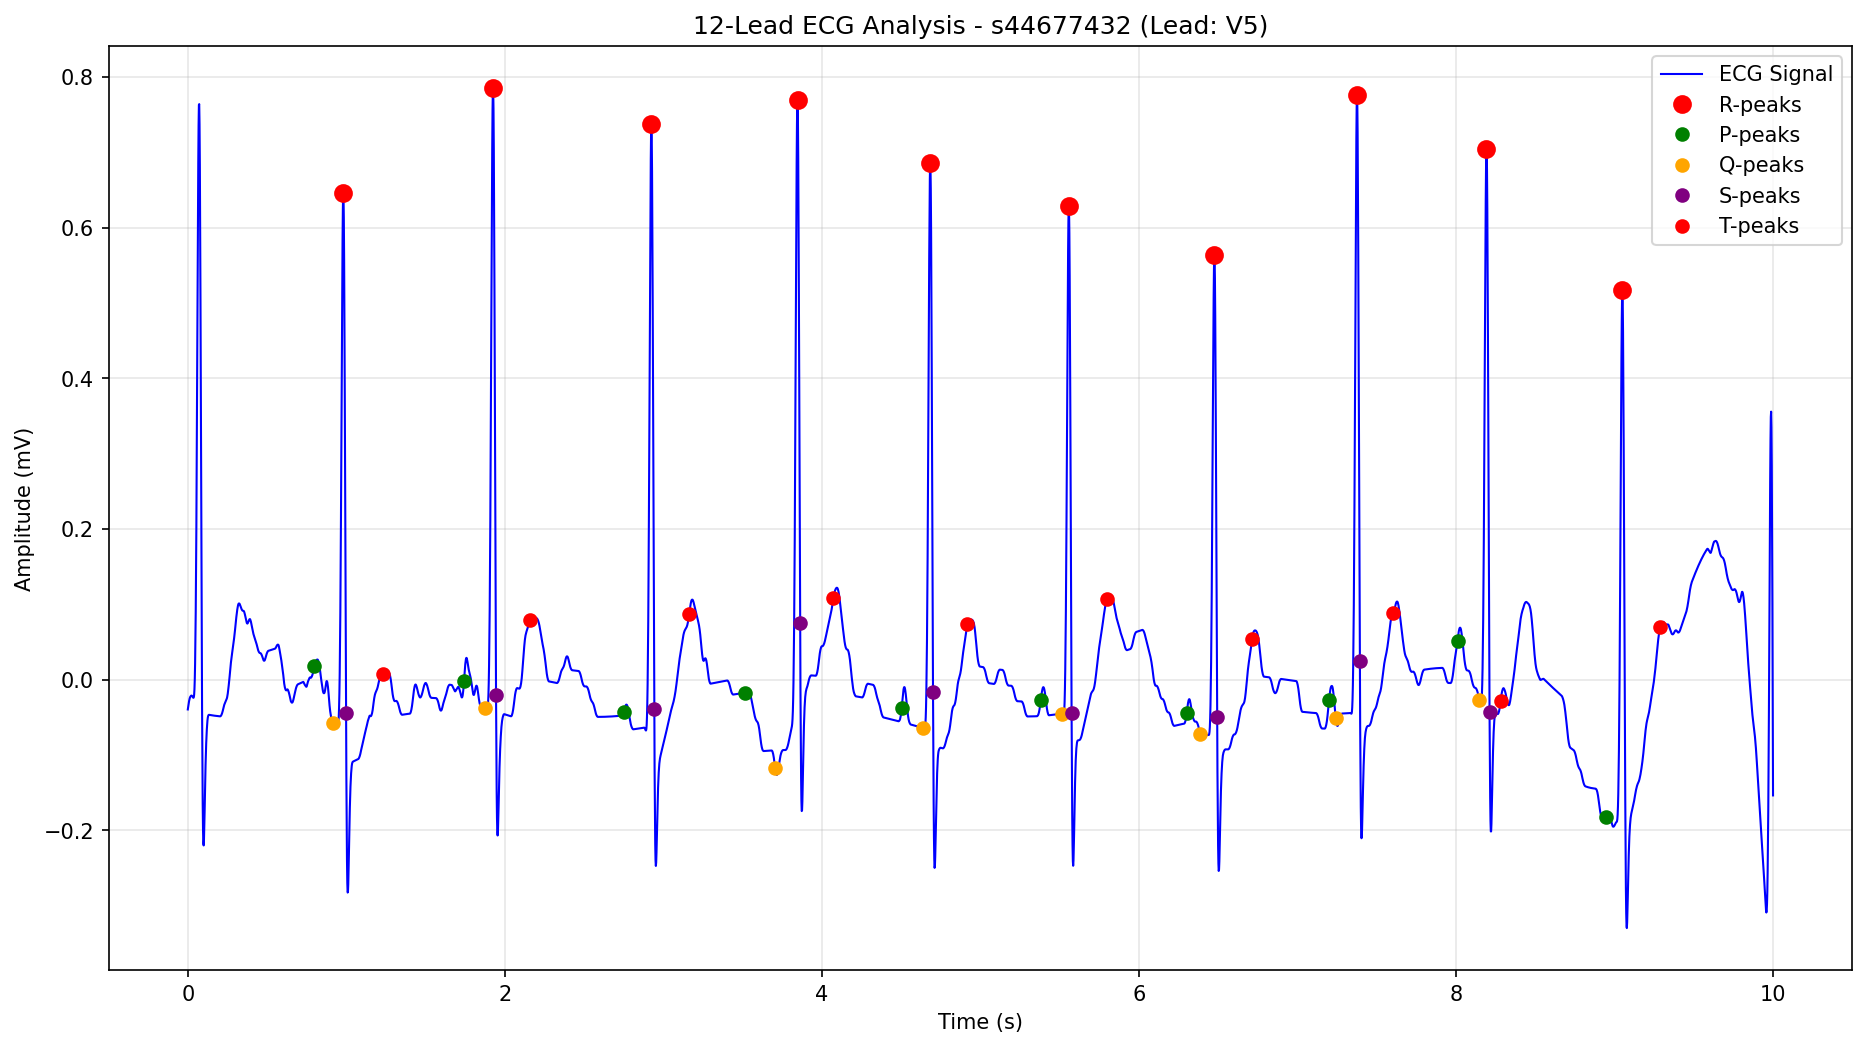 12-Lead ECG Analysis - s44677432 (Lead: V5)
ECG Signal
R-peaks
P-peaks
Q-peaks
S-peaks
T-peaks
Amplitude (mV)
0.8
0.6
0.4
0.2
0.0
−0.2
0 2 4 6 8 10
Time (s)